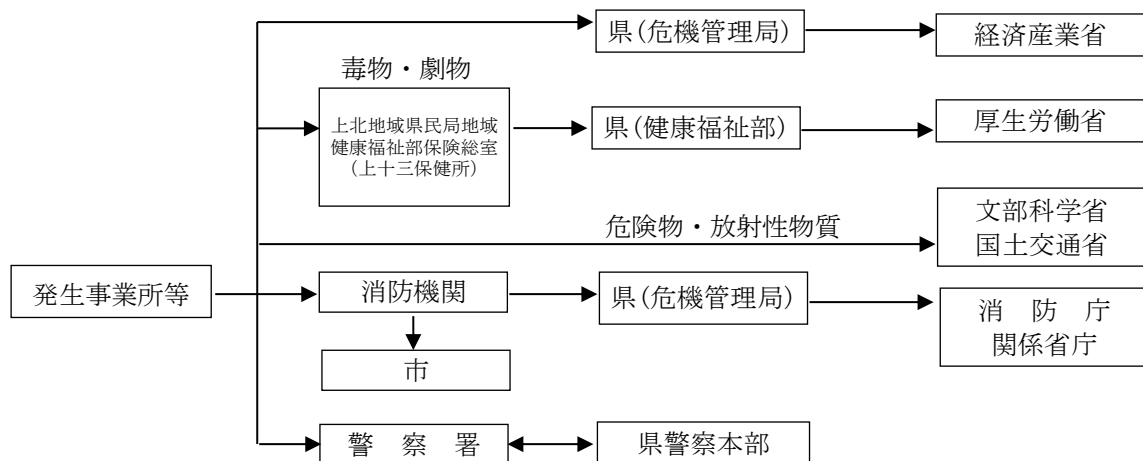 県(危機管理局)
経済産業省
毒物・劇物
上北地域県民局地域
健康福祉部保険総室
(上十三保健所)
県(健康福祉部)
厚生労働省
危険物・放射性物質
文部科学省
国土交通省
発生事業所等
消防機関
県(危機管理局)
消　防　庁
関係省庁
市
警　察　署
県警察本部